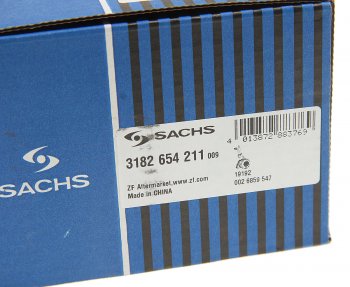 SACHS
SACHS
3182 654 211 009
ZF Aftermarket.www.zf.com
Made in CHINA
4 013872 883769
19192
002 6859 547